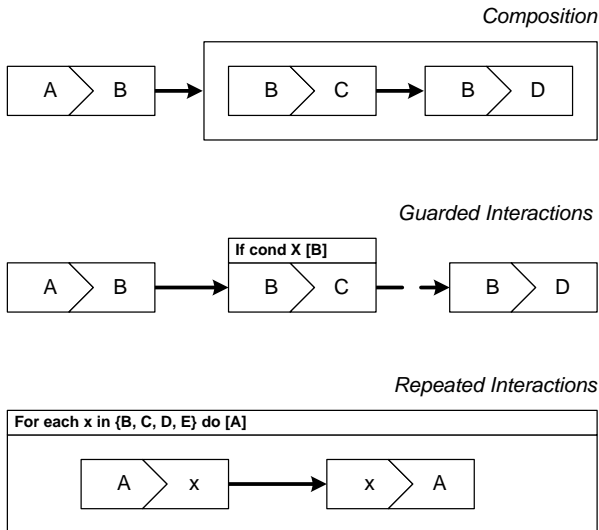 Composition
A B B C B D
Guarded Interactions
If cond X [B]
A B B C B D
Repeated Interactions
For each x in {B, C, D, E} do [A]
A x x A